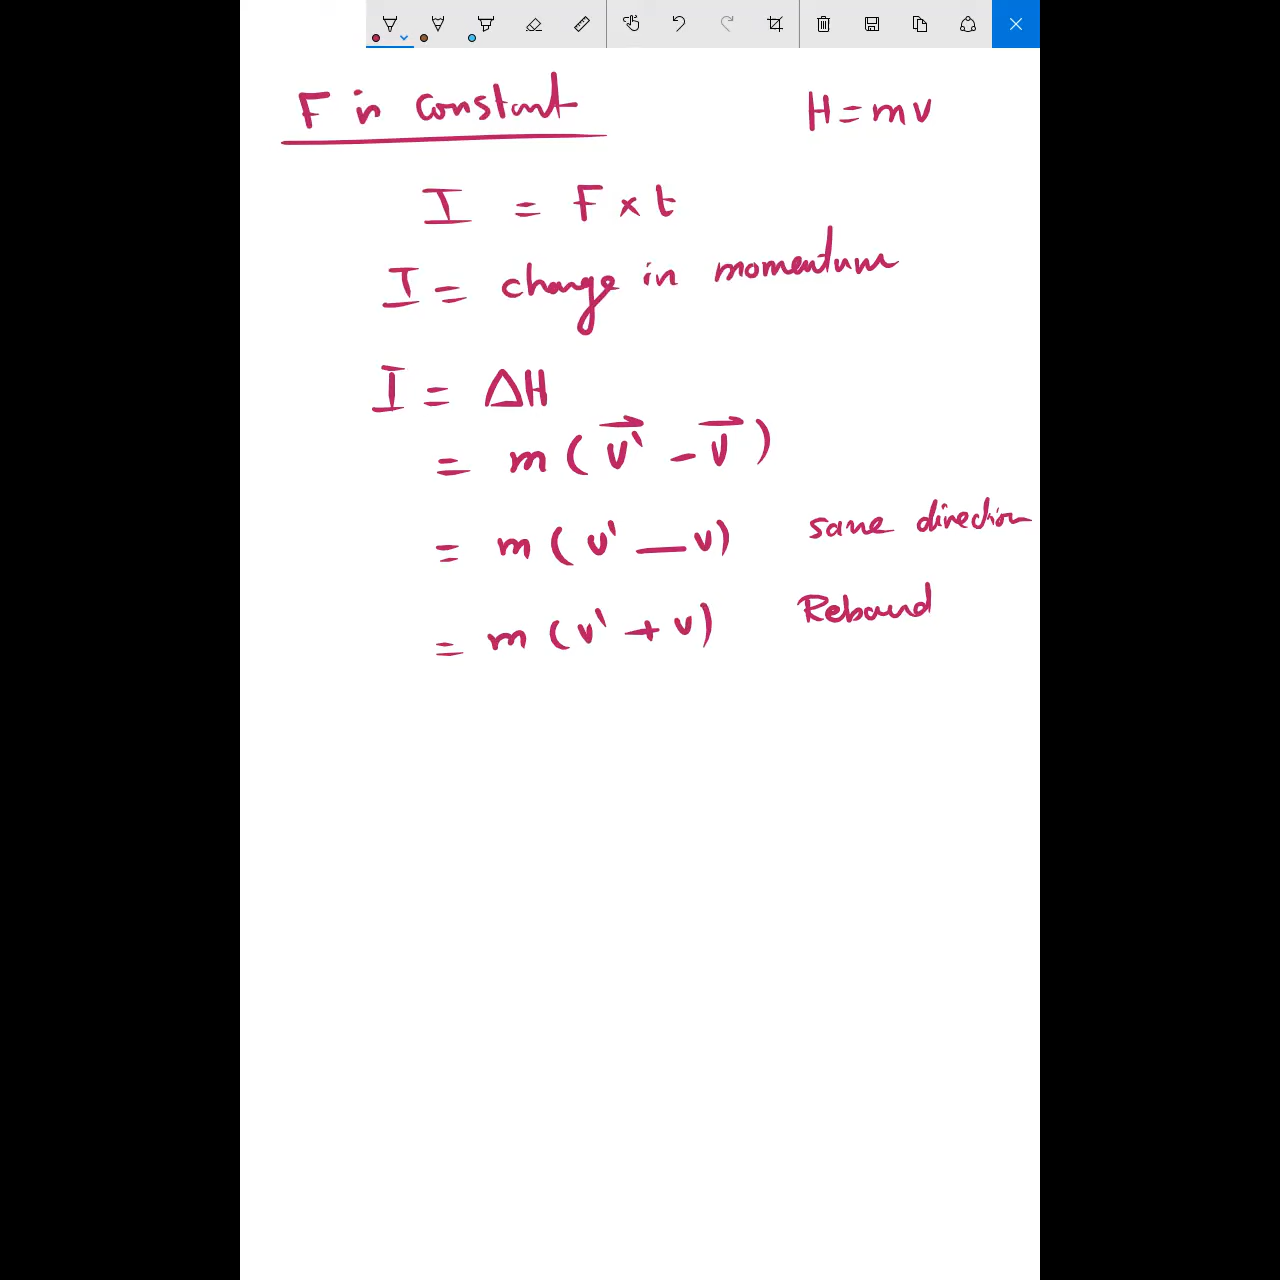 F is constant
H = mv
I = F × t
I = change in momentum
I = ΔH
= m ( v⃗' - v⃗ )
= m ( v' — v) same direction
= m ( v' + v) Rebound